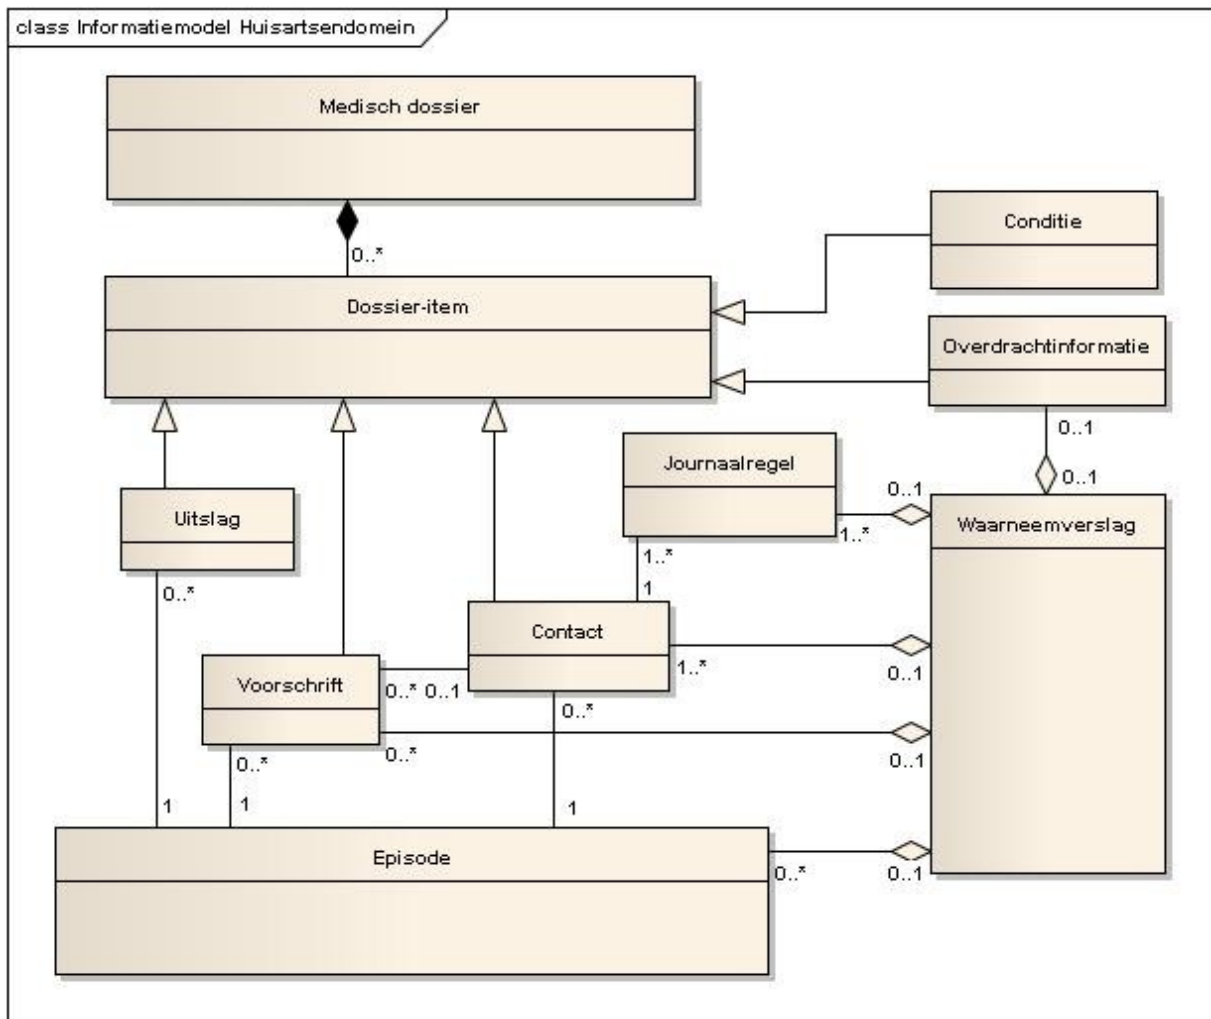 class Informatiemodel Huisartsendomein
Medisch dossier
0..*
Conditie
Dossier-item
Overdrachtinformatie
0..1
0..1
Journaalregel
0..1
1..*
Waarneemverslag
Uitslag
0..*
1..*
1
Contact
1..*
0..1
Voorschrift
0..* 0..1
0..*
0..*
0..1
0..*
1
1
1
Episode
0..*
0..1